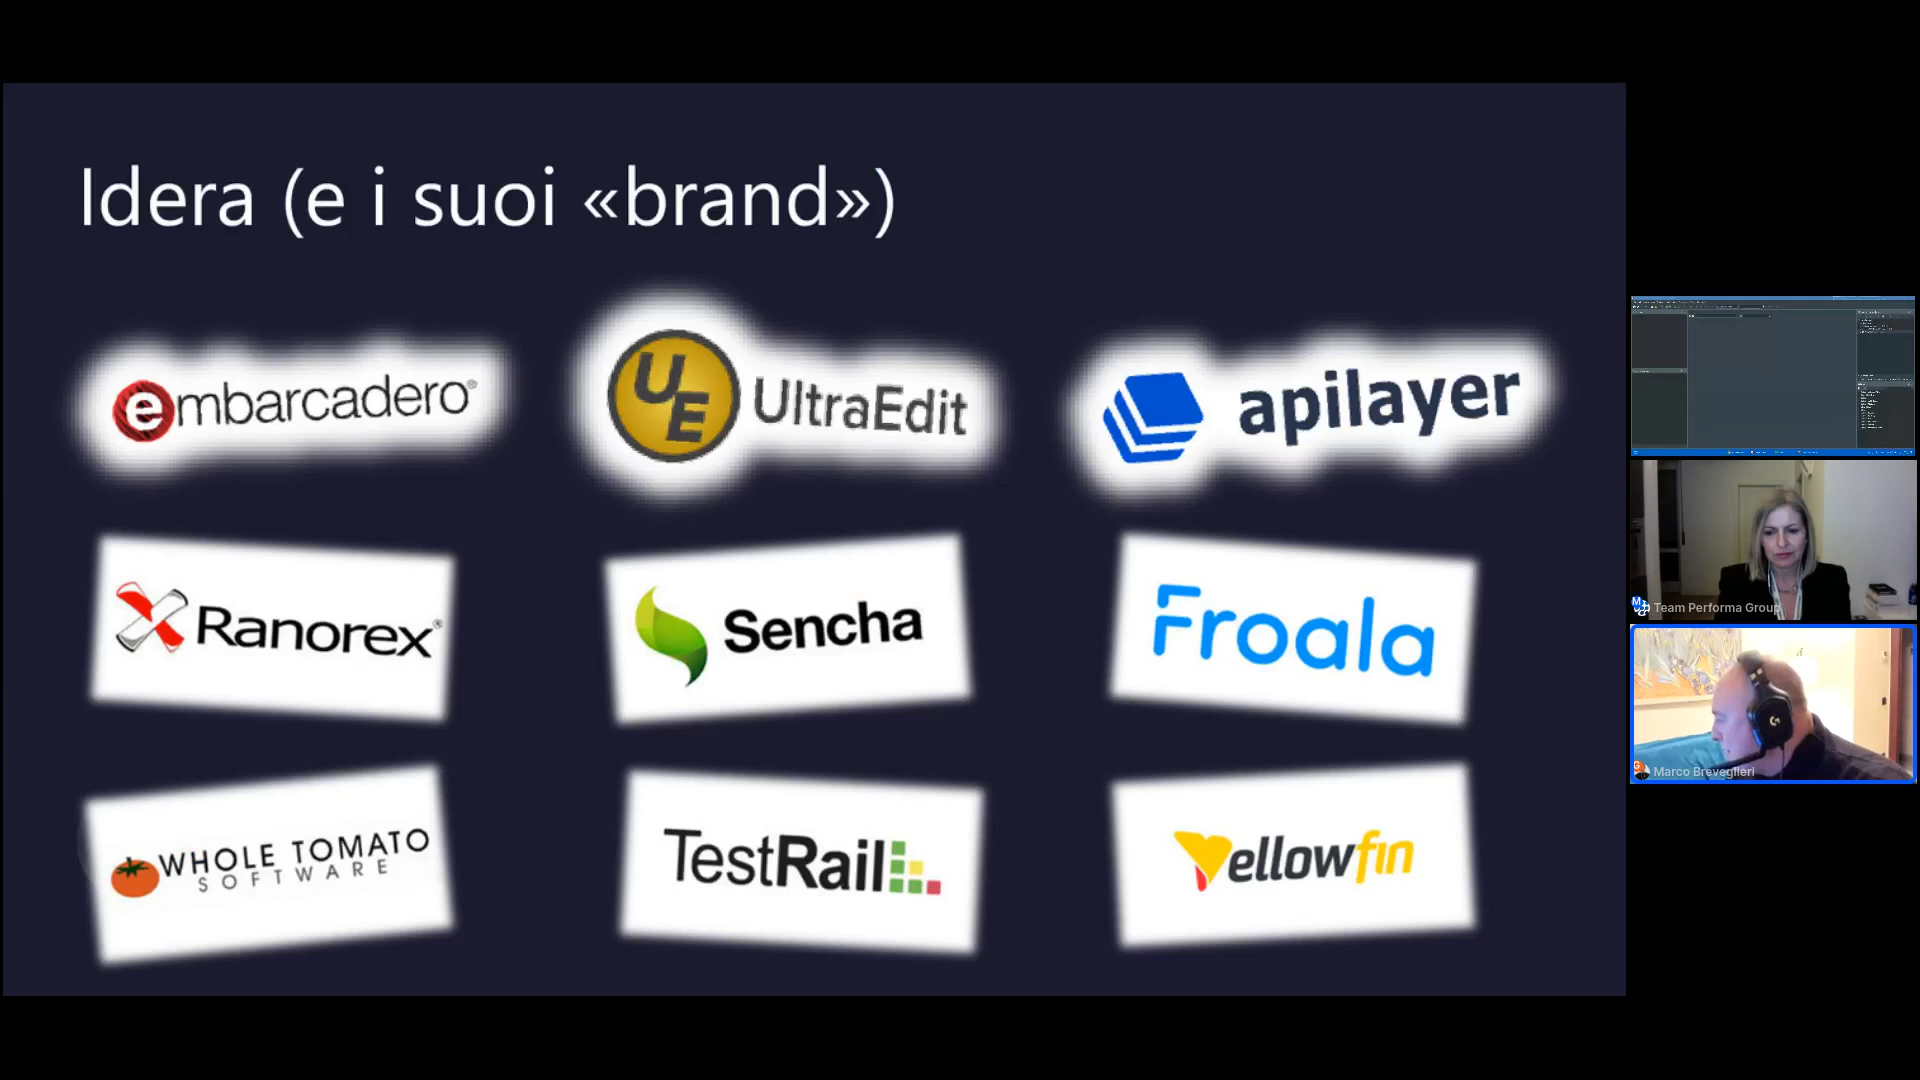 Idera (e i suoi «brand»)
embarcadero®
UE UltraEdit
apilayer
Ranorex®
Sencha
Froala
WHOLE TOMATO
SOFTWARE
TestRail
Yellowfin
Team Performa Group
Marco Breveglieri